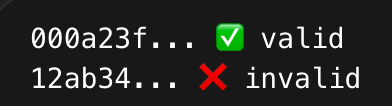 000a23f... ✅ valid
12ab34... ❌ invalid